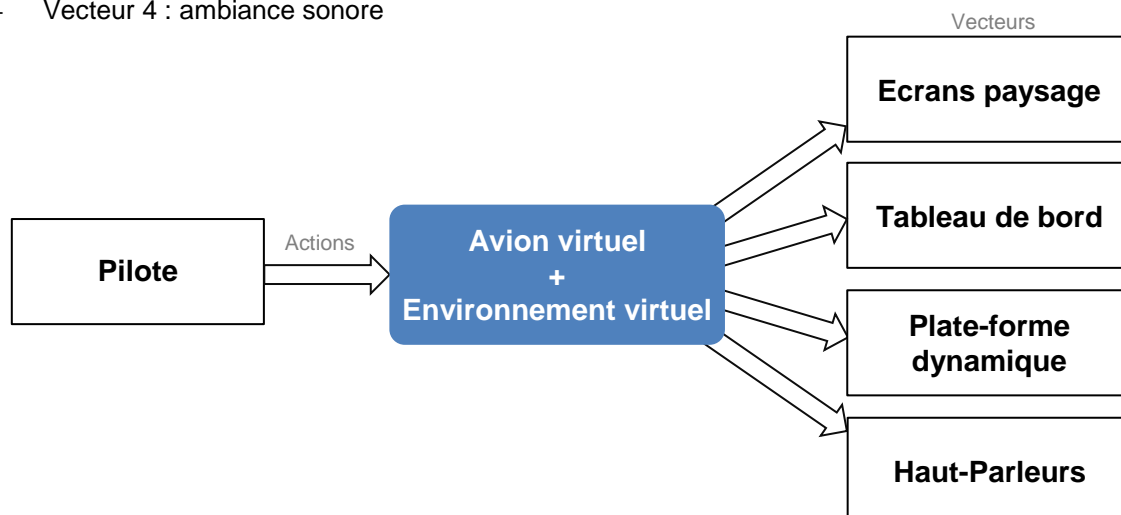 - Vecteur 4 : ambiance sonore
Vecteurs
Ecrans paysage
Tableau de bord
Pilote
Actions
Avion virtuel
+
Environnement virtuel
Plate-forme
dynamique
Haut-Parleurs